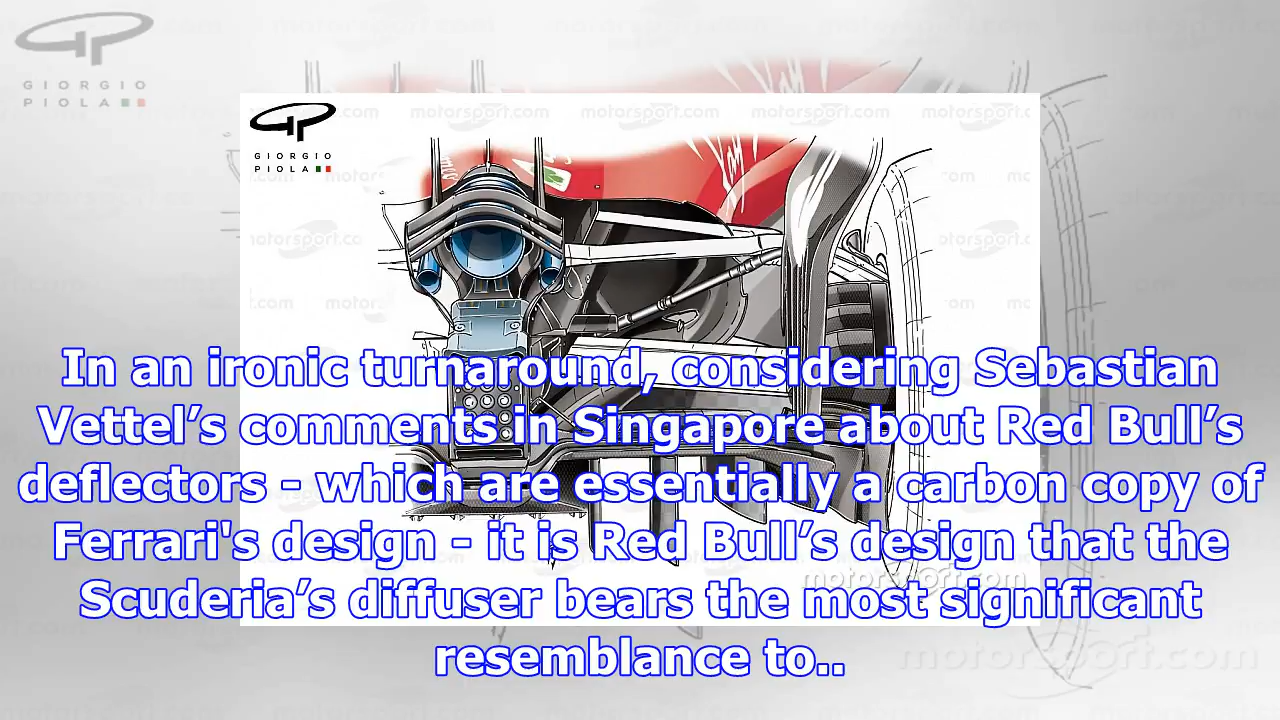 GIORGIO
PIOLA
GIORGIO
PIOLA
motorsport.com
motorsport.com
motorsport.com
In an ironic turnaround, considering Sebastian
Vettel’s comments in Singapore about Red Bull’s
deflectors - which are essentially a carbon copy of
Ferrari's design - it is Red Bull’s design that the
Scuderia’s diffuser bears the most significant
resemblance to..
motorsport.com
motorsport.com